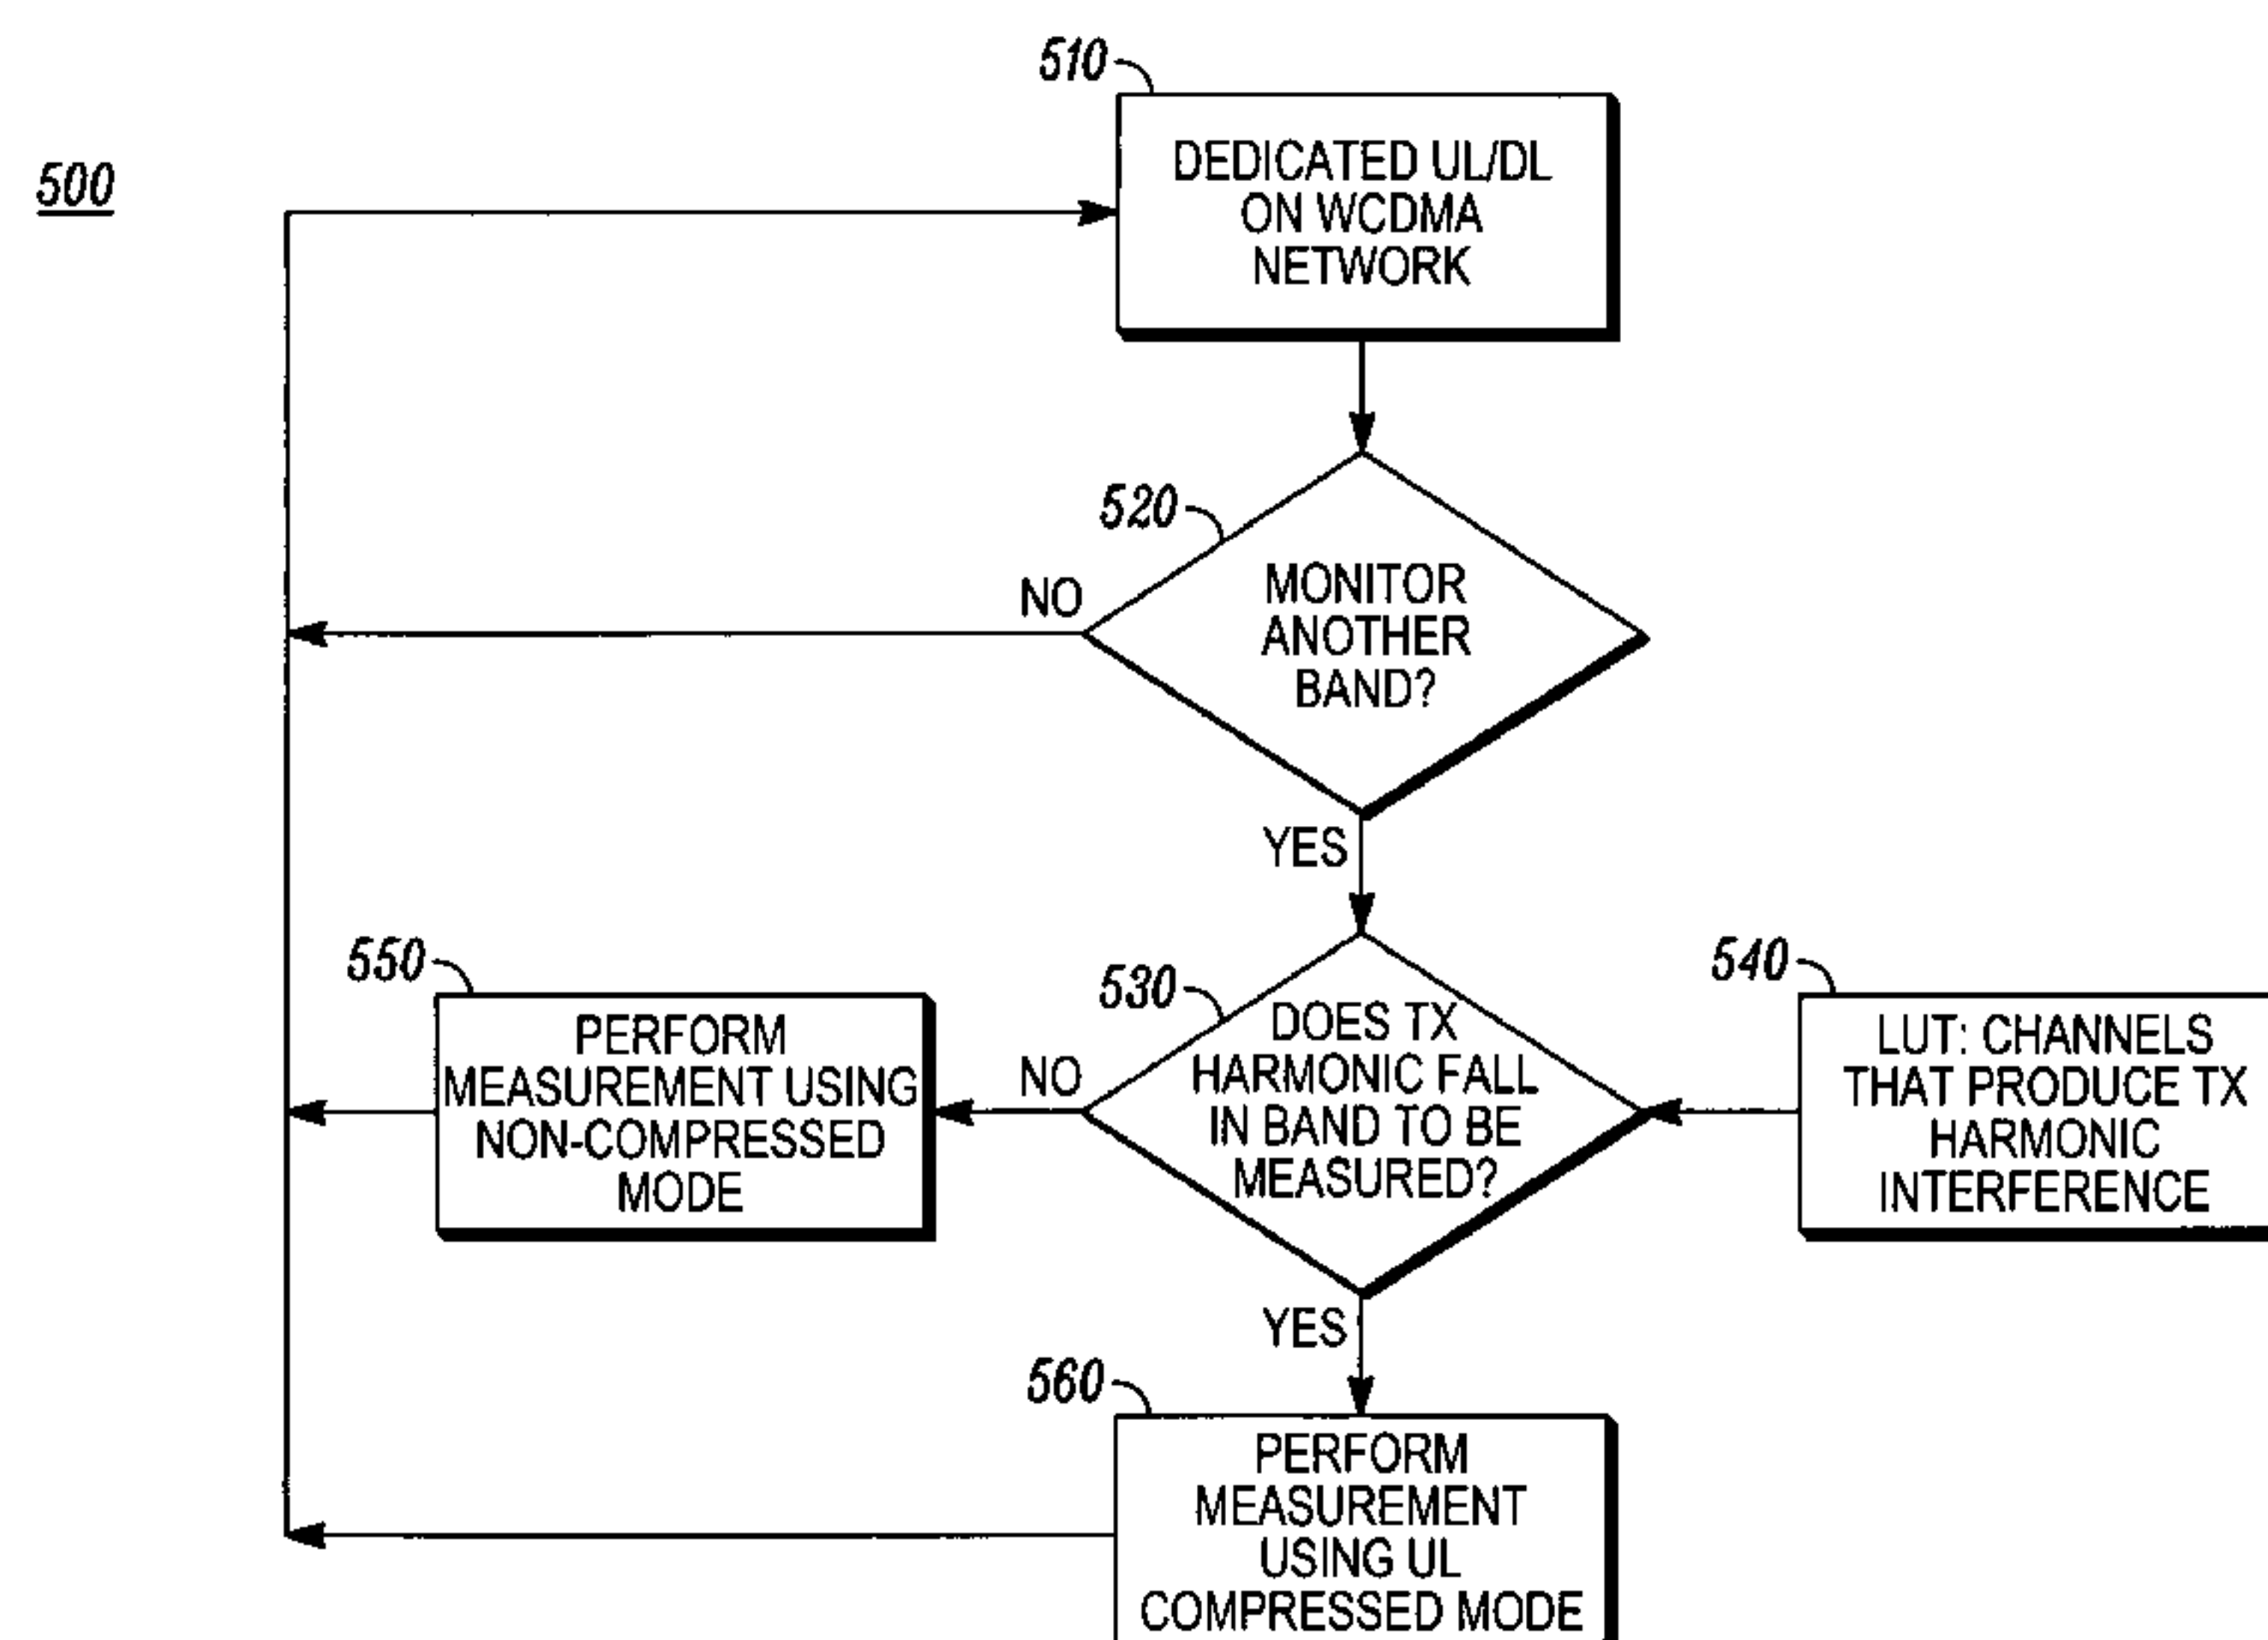 510
500
DEDICATED UL/DL
ON WCDMA
NETWORK
520
NO
MONITOR
ANOTHER
BAND?
YES
550
530
540
PERFORM
MEASUREMENT USING
NON-COMPRESSED
MODE
NO
DOES TX
HARMONIC FALL
IN BAND TO BE
MEASURED?
LUT: CHANNELS
THAT PRODUCE TX
HARMONIC
INTERFERENCE
YES
560
PERFORM
MEASUREMENT
USING UL
COMPRESSED MODE